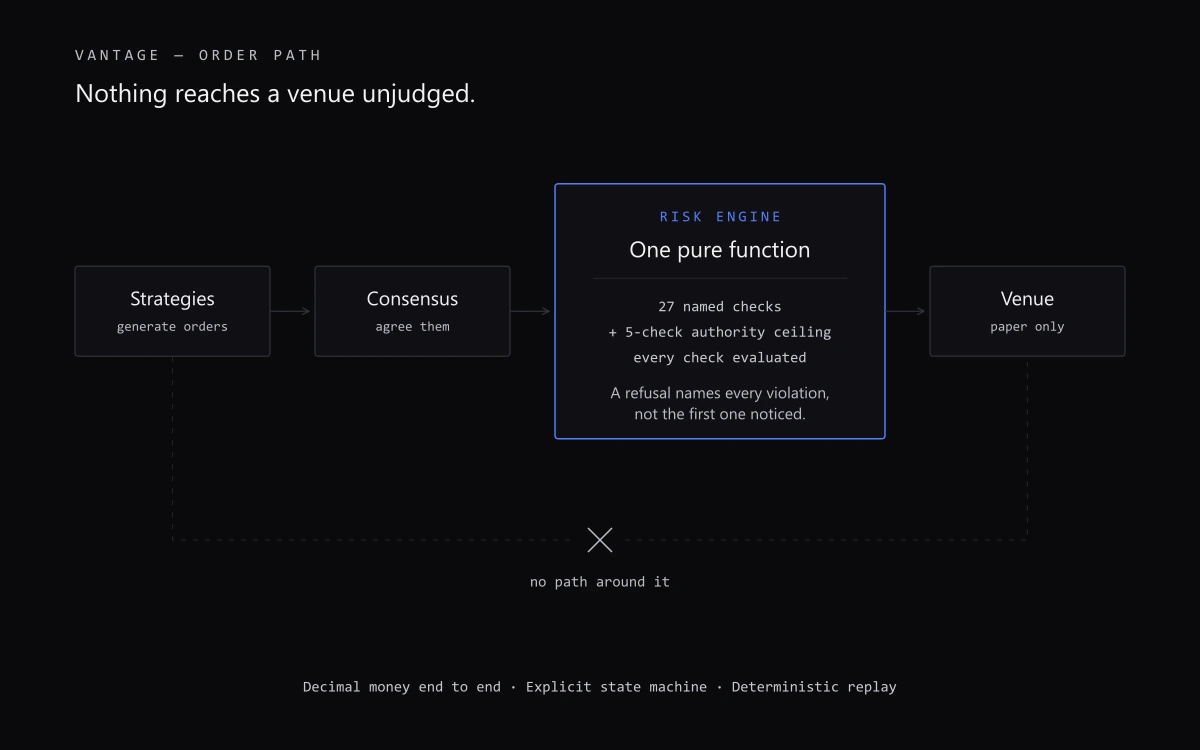 VANTAGE — ORDER PATH
Nothing reaches a venue unjudged.
Strategies
generate orders
Consensus
agree them
RISK ENGINE
One pure function
27 named checks
+ 5-check authority ceiling
every check evaluated
A refusal names every violation,
not the first one noticed.
Venue
paper only
no path around it
Decimal money end to end · Explicit state machine · Deterministic replay